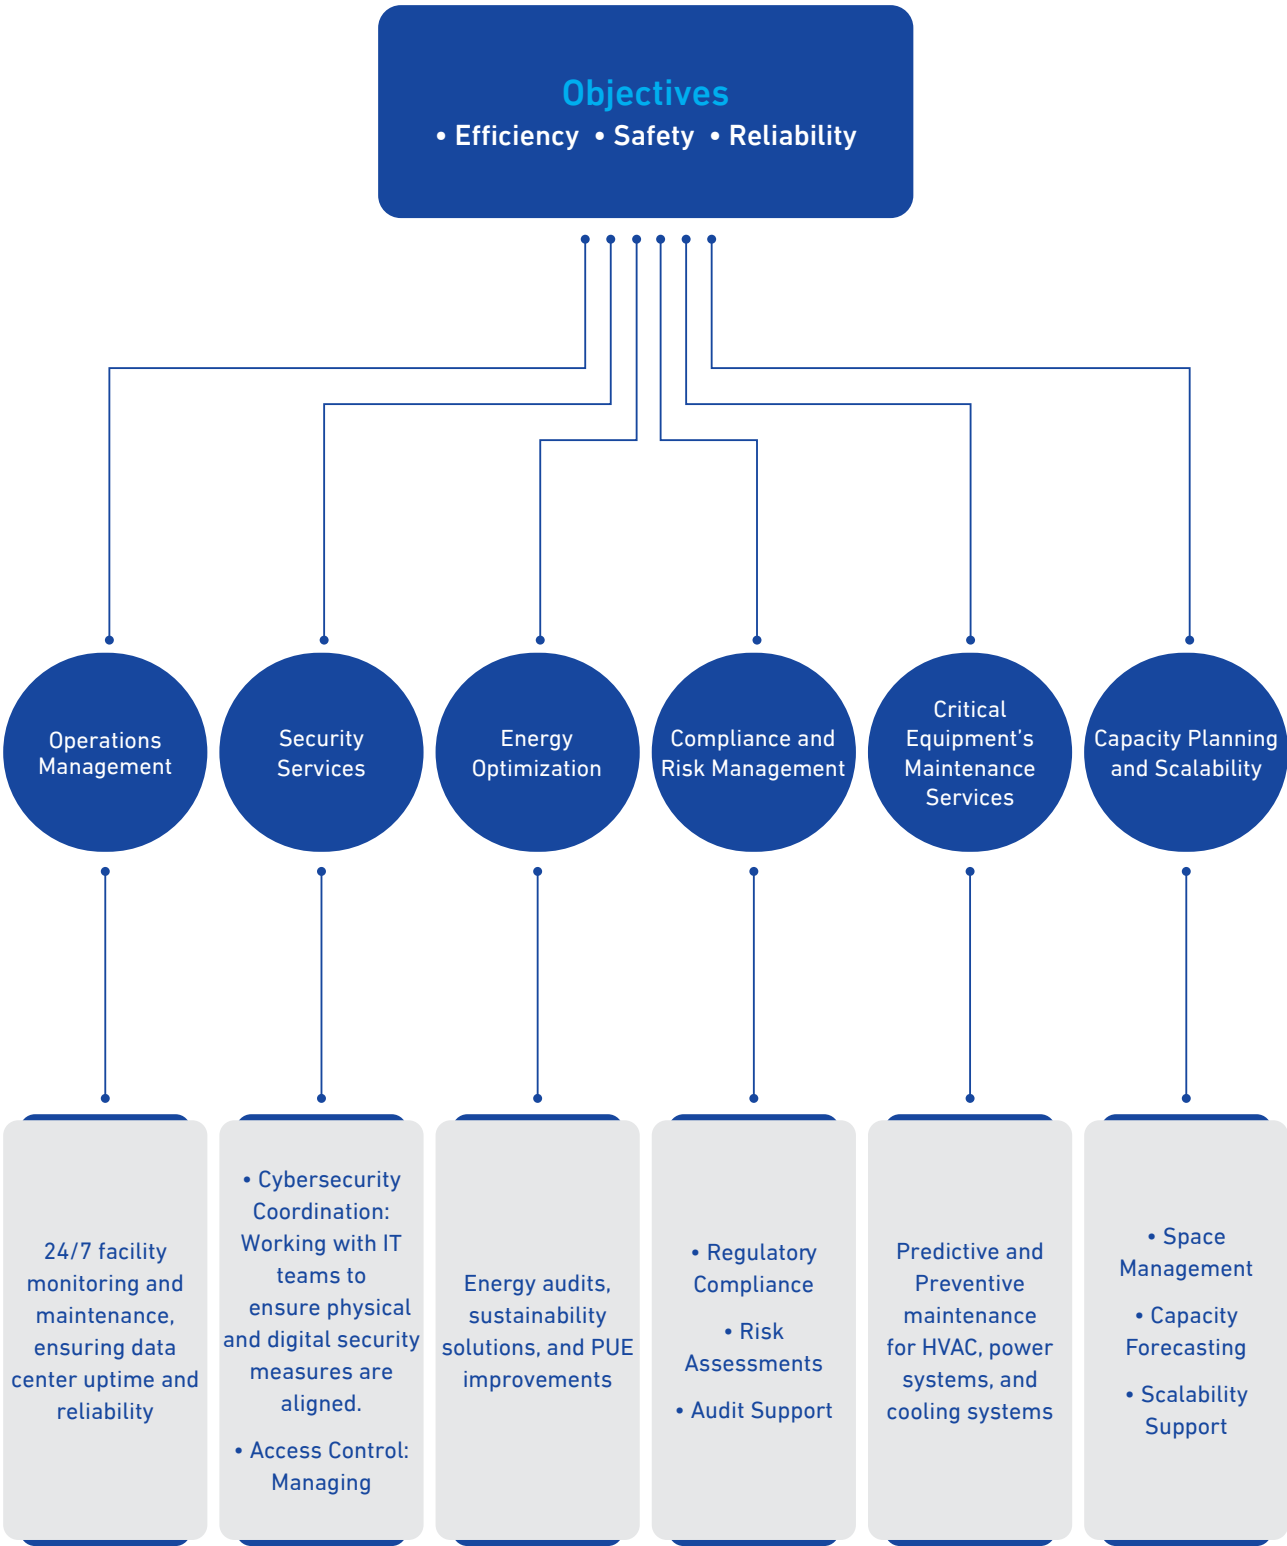 Objectives
• Efficiency • Safety • Reliability
Operations
Management
Security
Services
Energy
Optimization
Compliance and
Risk Management
Critical
Equipment’s
Maintenance
Services
Capacity Planning
and Scalability
24/7 facility
monitoring and
maintenance,
ensuring data
center uptime and
reliability
• Cybersecurity
Coordination:
Working with IT
teams to
ensure physical
and digital security
measures are
aligned.
• Access Control:
Managing
Energy audits,
sustainability
solutions, and PUE
improvements
• Regulatory
Compliance
• Risk
Assessments
• Audit Support
Predictive and
Preventive
maintenance
for HVAC, power
systems, and
cooling systems
• Space
Management
• Capacity
Forecasting
• Scalability
Support